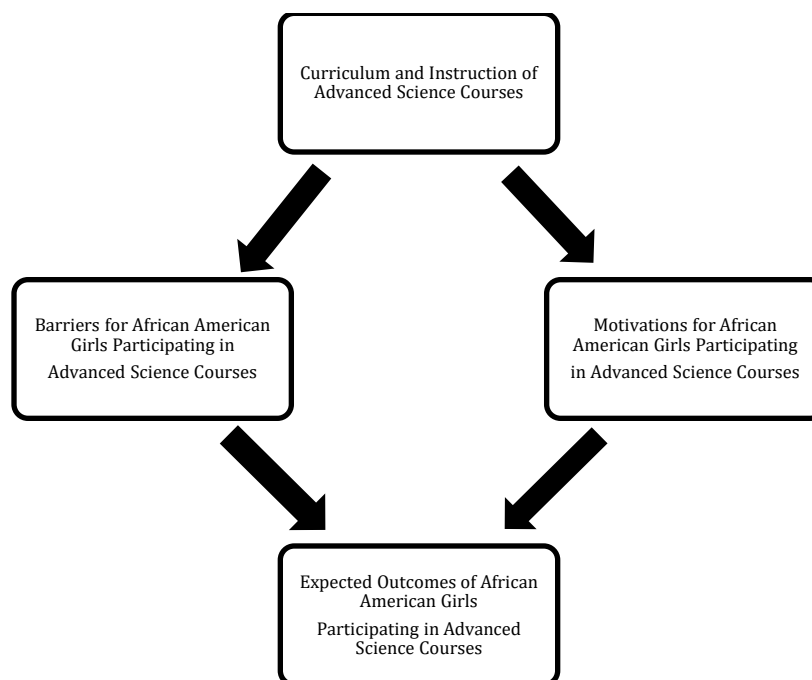 Curriculum and Instruction of
Advanced Science Courses
Barriers for African American
Girls Participating in
Advanced Science Courses
Motivations for African
American Girls Participating
in Advanced Science Courses
Expected Outcomes of African
American Girls
Participating in Advanced
Science Courses